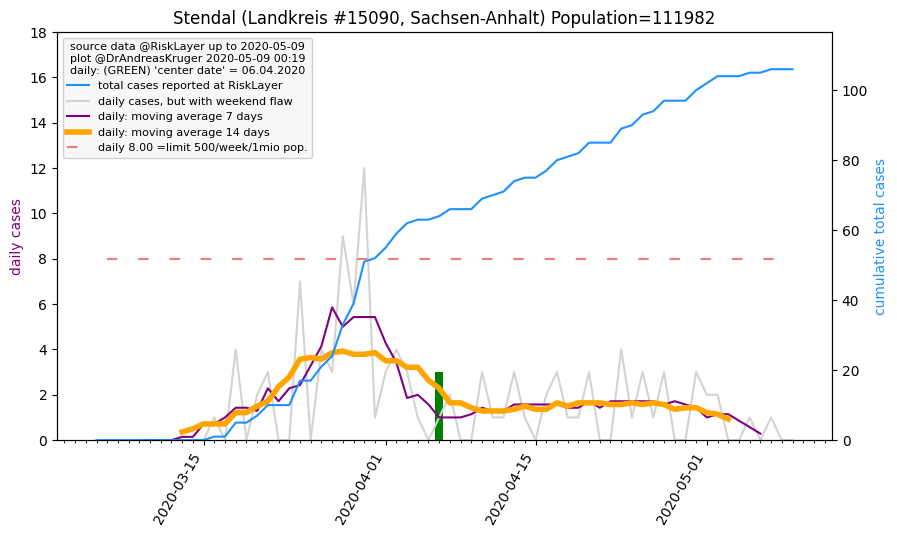 Stendal (Landkreis #15090, Sachsen-Anhalt) Population=111982
source data @RiskLayer up to 2020-05-09
plot @DrAndreasKruger 2020-05-09 00:19
daily: (GREEN) 'center date' = 06.04.2020
total cases reported at RiskLayer
daily cases, but with weekend flaw
daily: moving average 7 days
daily: moving average 14 days
daily 8.00 =limit 500/week/1mio pop.
daily cases
18
16
14
12
10
8
6
4
2
0
100
80
60
40
20
0
cumulative total cases
2020-03-15
2020-04-01
2020-04-15
2020-05-01